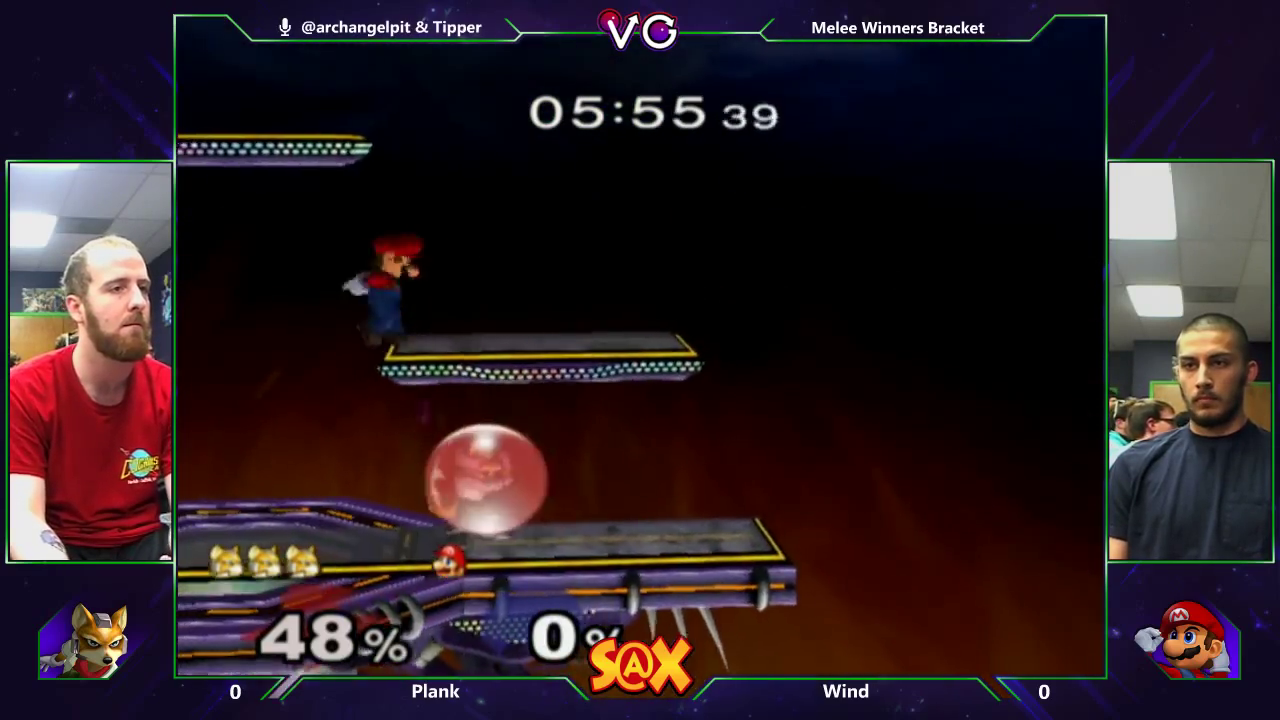 @archangelpit & Tipper
VG
Melee Winners Bracket
05:55 39
48%
0%
S@X
0
Plank
Wind
0